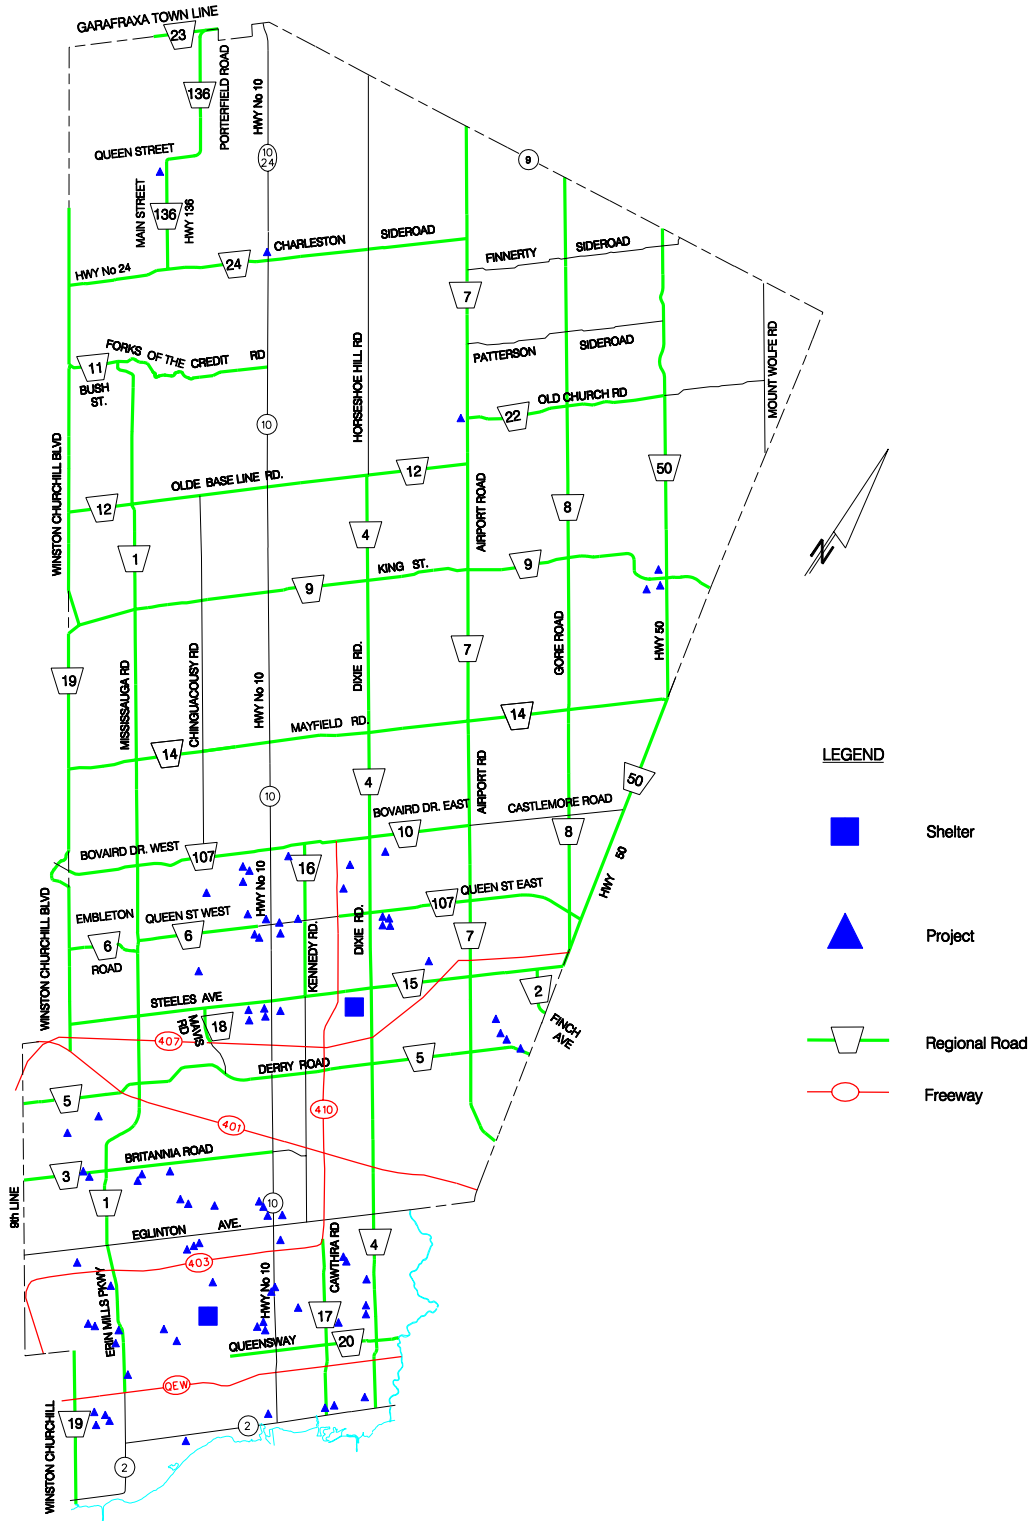 GARAFRAXA TOWN LINE
23
136
PORTERFIELD ROAD
HWY No 10
QUEEN STREET
10
24
9
MAIN STREET
136
HWY 136
CHARLESTON SIDEROAD
HWY No 24
24
FINNERTY SIDEROAD
7
FORKS OF THE CREDIT RD
11
BUSH
ST.
HORSESHOE HILL RD
PATTERSON SIDEROAD
MOUNT WOLFE RD
OLD CHURCH RD
22
10
WINSTON CHURCHILL BLVD
OLDE BASE LINE RD.
12
12
50
AIRPORT ROAD
8
1
4
KING ST.
9
9
GORE ROAD
HWY 50
7
19
MISSISSAUGA RD
CHINGUACOUSY RD
HWY No 10
DIXIE RD.
MAYFIELD RD.
14
14
4
AIRPORT RD
50
10
LEGEND
Shelter
Project
Regional Road
Freeway
BOVAIRD DR. EAST
CASTLEMORE ROAD
10
8
BOVAIRD DR. WEST
107
16
HWY 50
HWY No 10
QUEEN ST EAST
107
WINSTON CHURCHILL BLVD
EMBLETON
QUEEN ST WEST
6
6
ROAD
KENNEDY RD.
DIXIE RD.
7
STEELES AVE
15
2
MAVIS
RD
18
FINCH
AVE
407
DERRY ROAD
5
5
410
401
BRITANNIA ROAD
3
9th LINE
1
10
EGLINTON AVE.
4
403
CAWTHRA RD
ERIN MILLS PKWY
HWY No 10
17
QUEENSWAY
20
QEW
WINSTON CHURCHILL
19
2
2
N